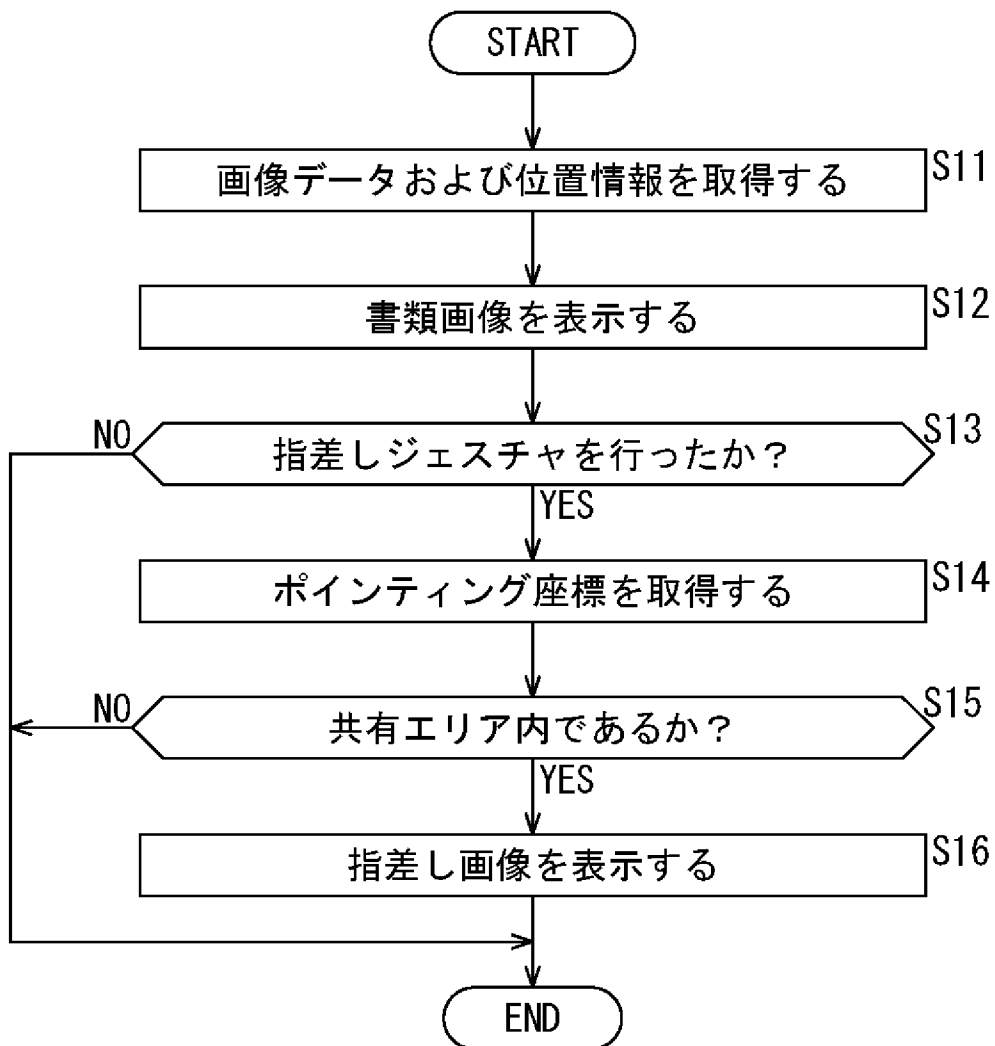 START
画像データおよび位置情報を取得する S11
書類画像を表示する S12
指差しジェスチャを行ったか? S13
NO
YES
ポインティング座標を取得する S14
共有エリア内であるか? S15
NO
YES
指差し画像を表示する S16
END